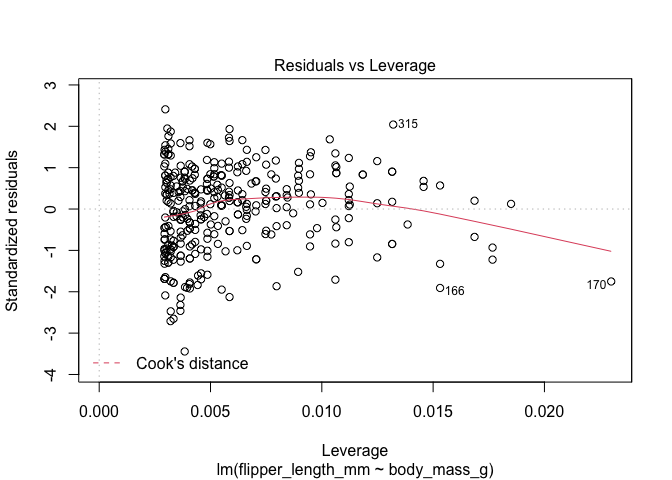 Residuals vs Leverage
Standardized residuals
3
2
1
0
-1
-2
-3
-4
315
166
170
Cook's distance
0.000 0.005 0.010 0.015 0.020
Leverage
lm(flipper_length_mm ~ body_mass_g)